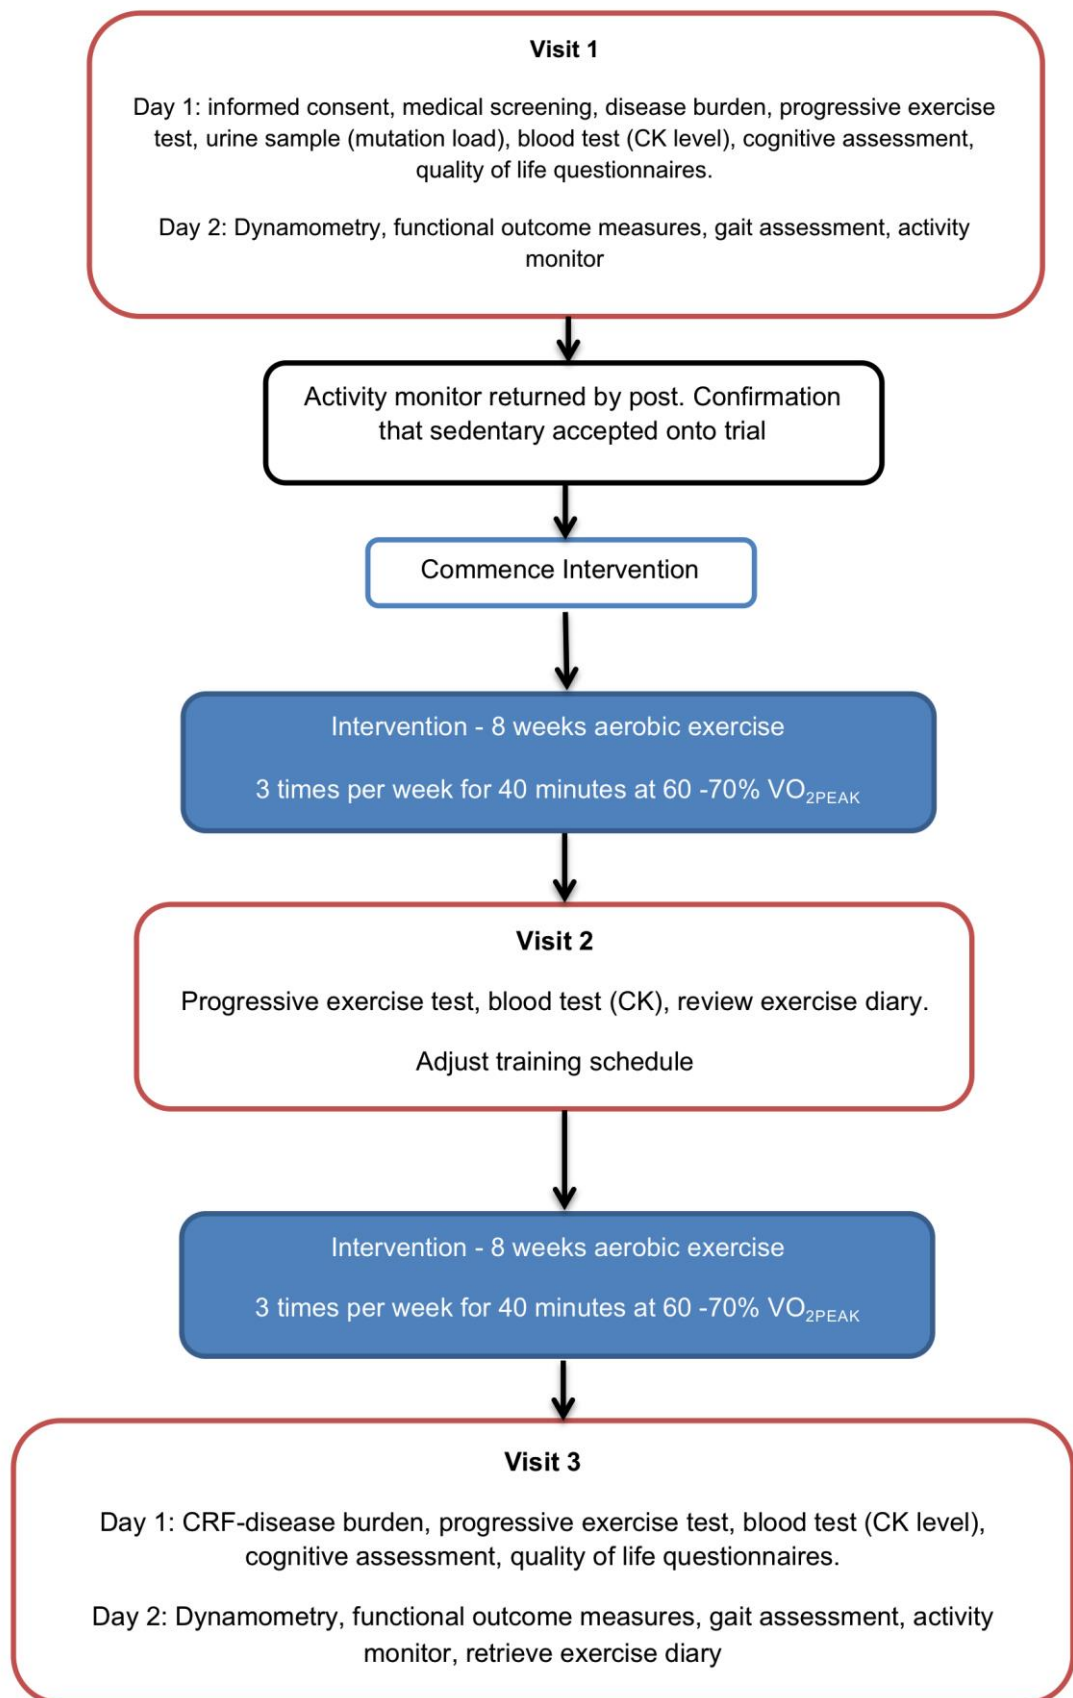 Visit 1
Day 1: informed consent, medical screening, disease burden, progressive exercise
test, urine sample (mutation load), blood test (CK level), cognitive assessment,
quality of life questionnaires.
Day 2: Dynamometry, functional outcome measures, gait assessment, activity
monitor
Activity monitor returned by post. Confirmation
that sedentary accepted onto trial
Commence Intervention
Intervention - 8 weeks aerobic exercise
3 times per week for 40 minutes at 60 -70% VO₂PEAK
Visit 2
Progressive exercise test, blood test (CK), review exercise diary.
Adjust training schedule
Intervention - 8 weeks aerobic exercise
3 times per week for 40 minutes at 60 -70% VO₂PEAK
Visit 3
Day 1: CRF-disease burden, progressive exercise test, blood test (CK level),
cognitive assessment, quality of life questionnaires.
Day 2: Dynamometry, functional outcome measures, gait assessment, activity
monitor, retrieve exercise diary